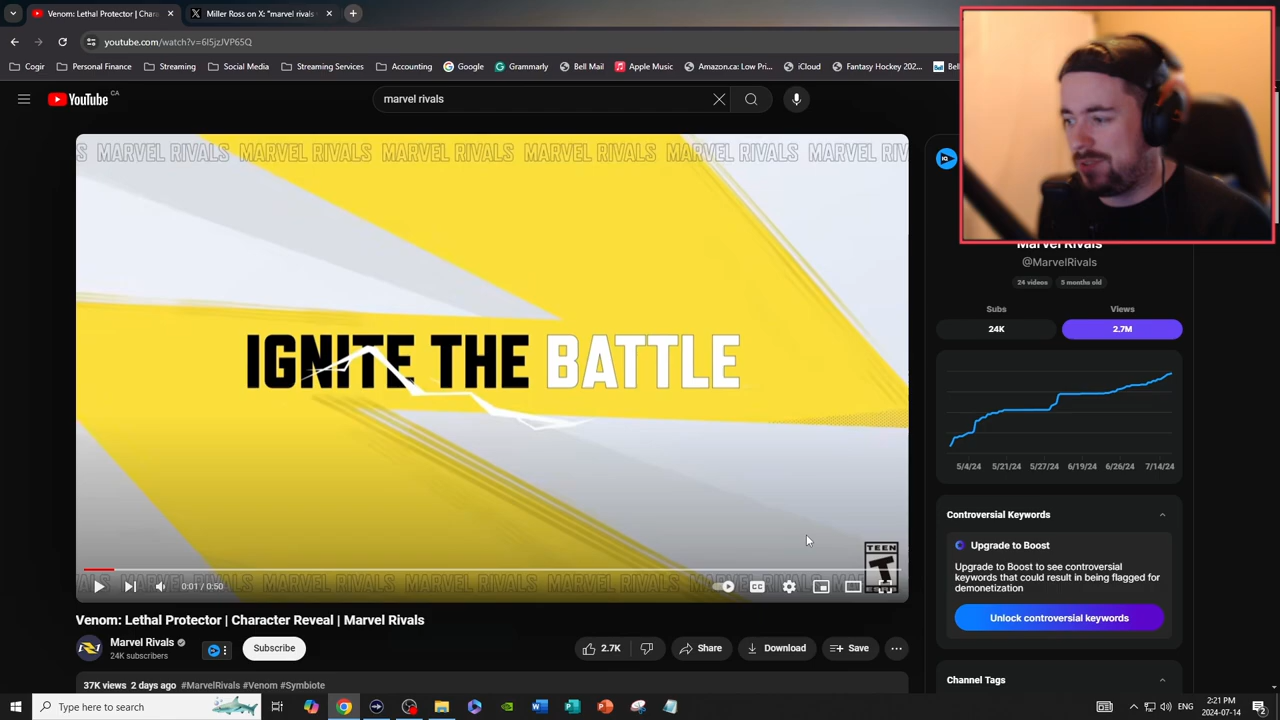 Venom: Lethal Protector | Chara
Miller Ross on X: "marvel rivals
youtube.com/watch?v=6I5jzJVP65Q
Cogir
Personal Finance
Streaming
Social Media
Streaming Services
Accounting
Google
Grammarly
Bell Mail
Apple Music
Amazon.ca: Low Pri...
iCloud
Fantasy Hockey 202...
Bell
YouTube CA
marvel rivals
MARVEL RIVALS MARVEL RIVALS MARVEL RIVALS MARVEL RIVALS MARVEL RIVALS
IGNITE THE BATTLE
TEEN
T
0:01 / 0:50
CC
Venom: Lethal Protector | Character Reveal | Marvel Rivals
Marvel Rivals
24K subscribers
Subscribe
2.7K
Share
Download
Save
37K views 2 days ago #MarvelRivals #Venom #Symbiote
IQ
Marvel Rivals
@MarvelRivals
24 videos
5 months old
Subs
Views
24K
2.7M
5/4/24 5/21/24 5/27/24 6/19/24 6/26/24 7/14/24
Controversial Keywords
Upgrade to Boost
Upgrade to Boost to see controversial
keywords that could result in being flagged for
demonetization
Unlock controversial keywords
Channel Tags
Type here to search
ENG
2:21 PM
2024-07-14
2